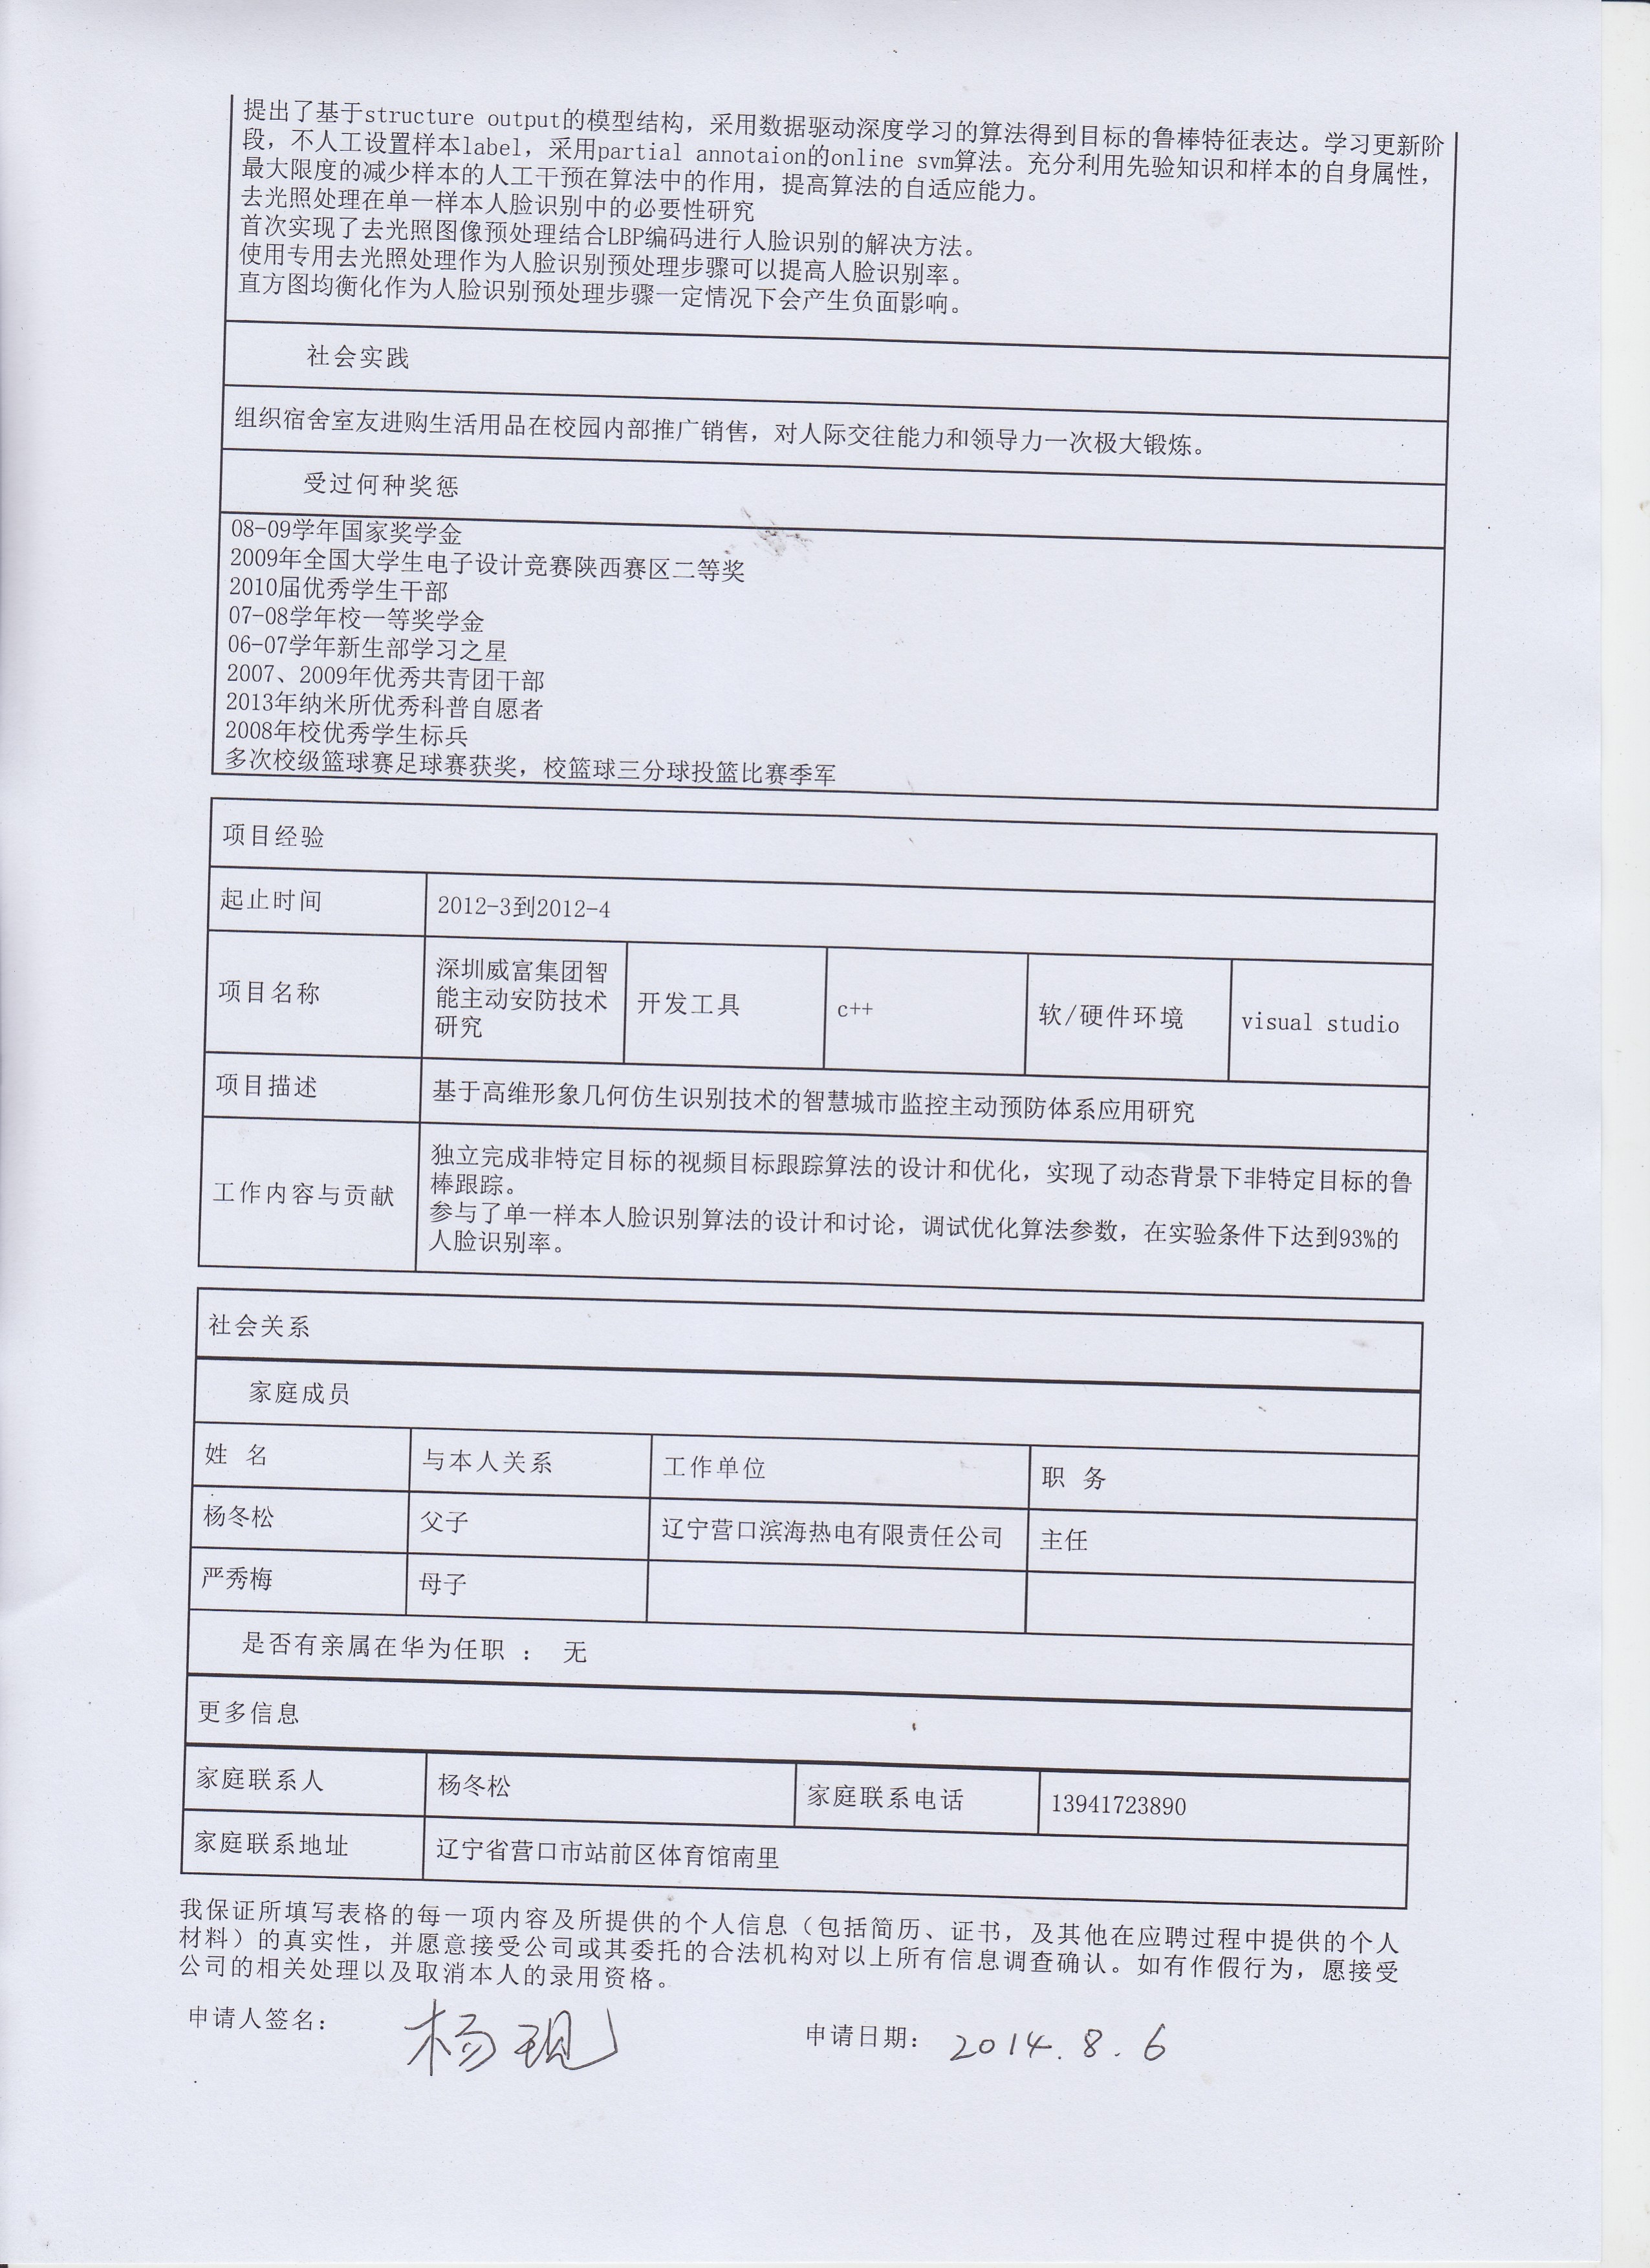 提出了基于structure output的模型结构，采用数据驱动深度学习的算法得到目标的鲁棒特征表达。学习更新阶
段，不人工设置样本label，采用partial annotaion的online svm算法。充分利用先验知识和样本的自身属性，
最大限度的减少样本的人工干预在算法中的作用，提高算法的自适应能力。
去光照处理在单一样本人脸识别中的必要性研究
首次实现了去光照图像预处理结合LBP编码进行人脸识别的解决方法。
使用专用去光照处理作为人脸识别预处理步骤可以提高人脸识别率。
直方图均衡化作为人脸识别预处理步骤一定情况下会产生负面影响。
社会实践
组织宿舍室友进购生活用品在校园内部推广销售，对人际交往能力和领导力一次极大锻炼。
受过何种奖惩
08-09学年国家奖学金
2009年全国大学生电子设计竞赛陕西赛区二等奖
2010届优秀学生干部
07-08学年校一等奖学金
06-07学年新生部学习之星
2007、2009年优秀共青团干部
2013年纳米所优秀科普自愿者
2008年校优秀学生标兵
多次校级篮球赛足球赛获奖，校篮球三分球投篮比赛季军
项目经验
起止时间 2012-3到2012-4
项目名称 深圳威富集团智
能主动安防技术
研究 开发工具 c++ 软/硬件环境 visual studio
项目描述 基于高维形象几何仿生识别技术的智慧城市监控主动预防体系应用研究
工作内容与贡献 独立完成非特定目标的视频目标跟踪算法的设计和优化，实现了动态背景下非特定目标的鲁
棒跟踪。
参与了单一样本人脸识别算法的设计和讨论，调试优化算法参数，在实验条件下达到93%的
人脸识别率。
社会关系
家庭成员
姓 名 与本人关系 工作单位 职 务
杨冬松 父子 辽宁营口滨海热电有限责任公司 主任
严秀梅 母子
是否有亲属在华为任职 ： 无
更多信息
家庭联系人 杨冬松 家庭联系电话 13941723890
家庭联系地址 辽宁省营口市站前区体育馆南里
我保证所填写表格的每一项内容及所提供的个人信息（包括简历、证书，及其他在应聘过程中提供的个人
材料）的真实性，并愿意接受公司或其委托的合法机构对以上所有信息调查确认。如有作假行为，愿接受
公司的相关处理以及取消本人的录用资格。
申请人签名： 杨现 申请日期： 2014.8.6